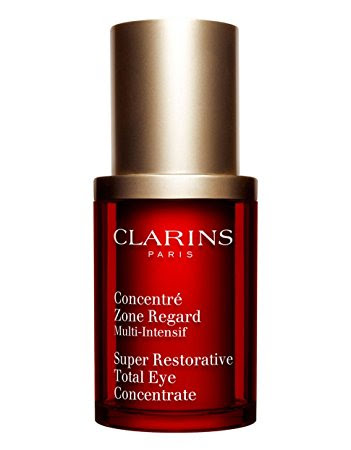 CLARINS
PARIS
Concentré
Zone Regard
Multi-Intensif
Super Restorative
Total Eye
Concentrate